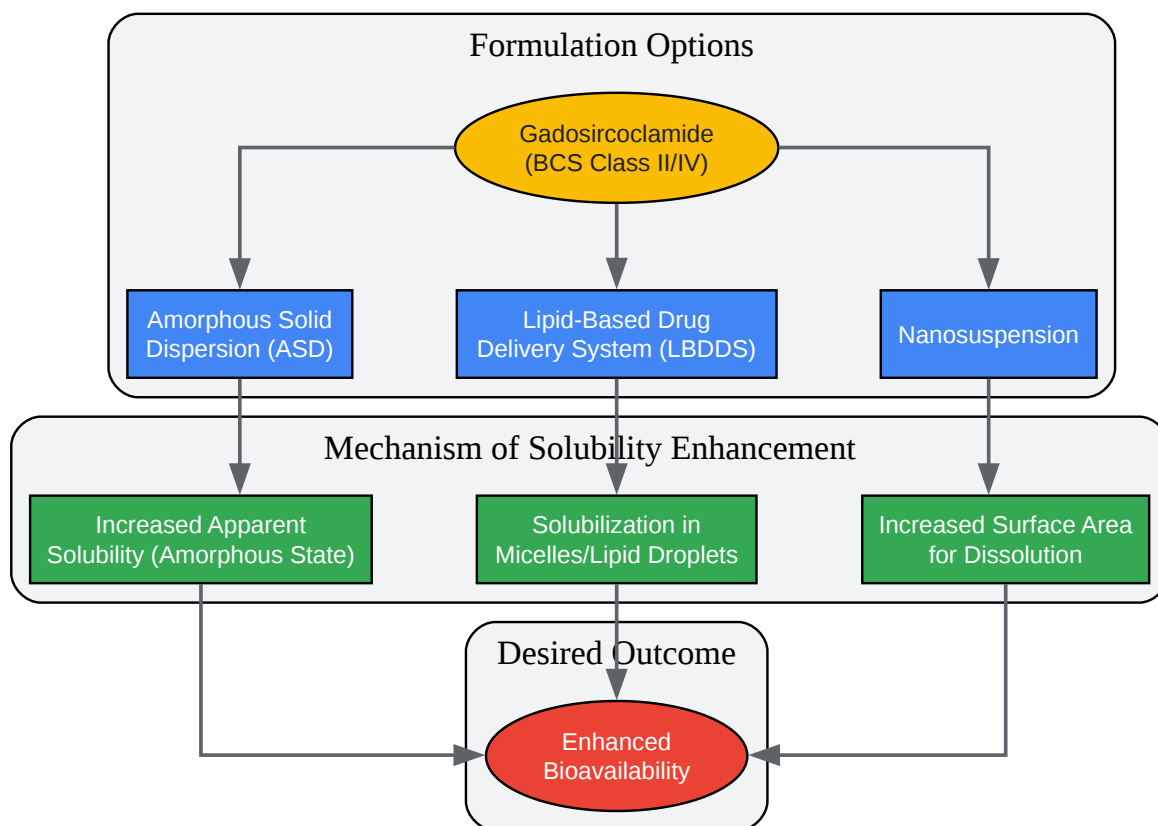 Formulation Options
Gadosircoclamide
(BCS Class II/IV)
Amorphous Solid
Dispersion (ASD)
Lipid-Based Drug
Delivery System (LBDDS)
Nanosuspension
Mechanism of Solubility Enhancement
Increased Apparent
Solubility (Amorphous State)
Solubilization in
Micelles/Lipid Droplets
Increased Surface Area
for Dissolution
Desired Outcome
Enhanced
Bioavailability